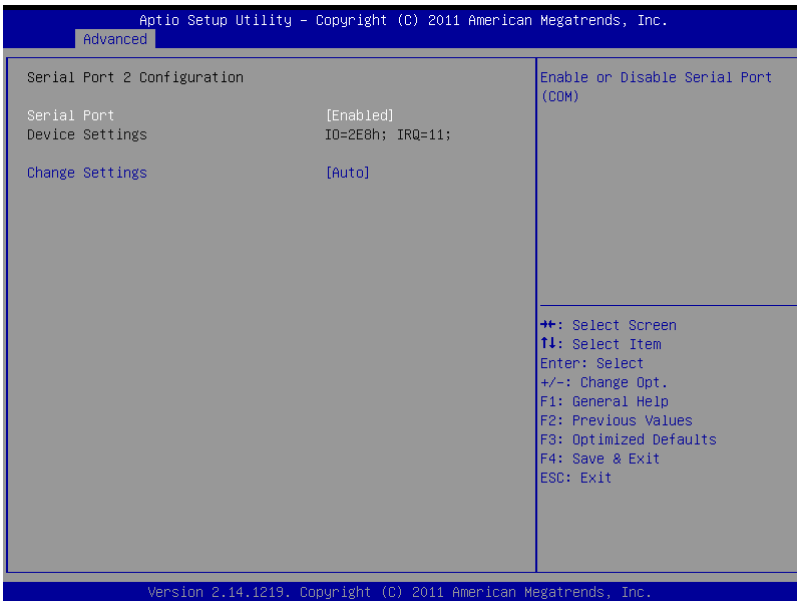 Aptio Setup Utility – Copyright (C) 2011 American Megatrends, Inc.
Advanced
Serial Port 2 Configuration
Serial Port [Enabled]
Device Settings IO=2E8h; IRQ=11;
Change Settings [Auto]
Enable or Disable Serial Port
(COM)
→←: Select Screen
↑↓: Select Item
Enter: Select
+/-: Change Opt.
F1: General Help
F2: Previous Values
F3: Optimized Defaults
F4: Save & Exit
ESC: Exit
Version 2.14.1219. Copyright (C) 2011 American Megatrends, Inc.